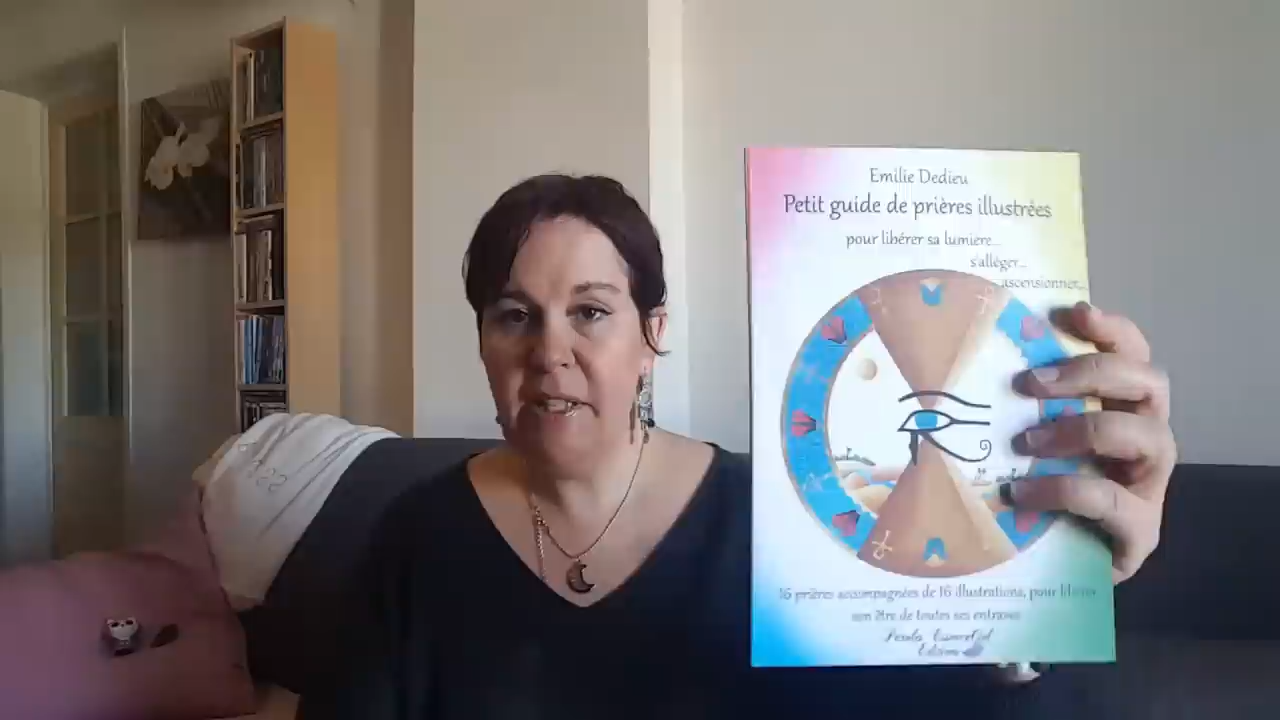 Emilie Dedieu
Petit guide de prières illustrées
pour libérer sa lumière...
s'alléger...
ascensionner...
16 prières accompagnées de 16 illustrations, pour libérer
son être de toutes ses entraves
Editions